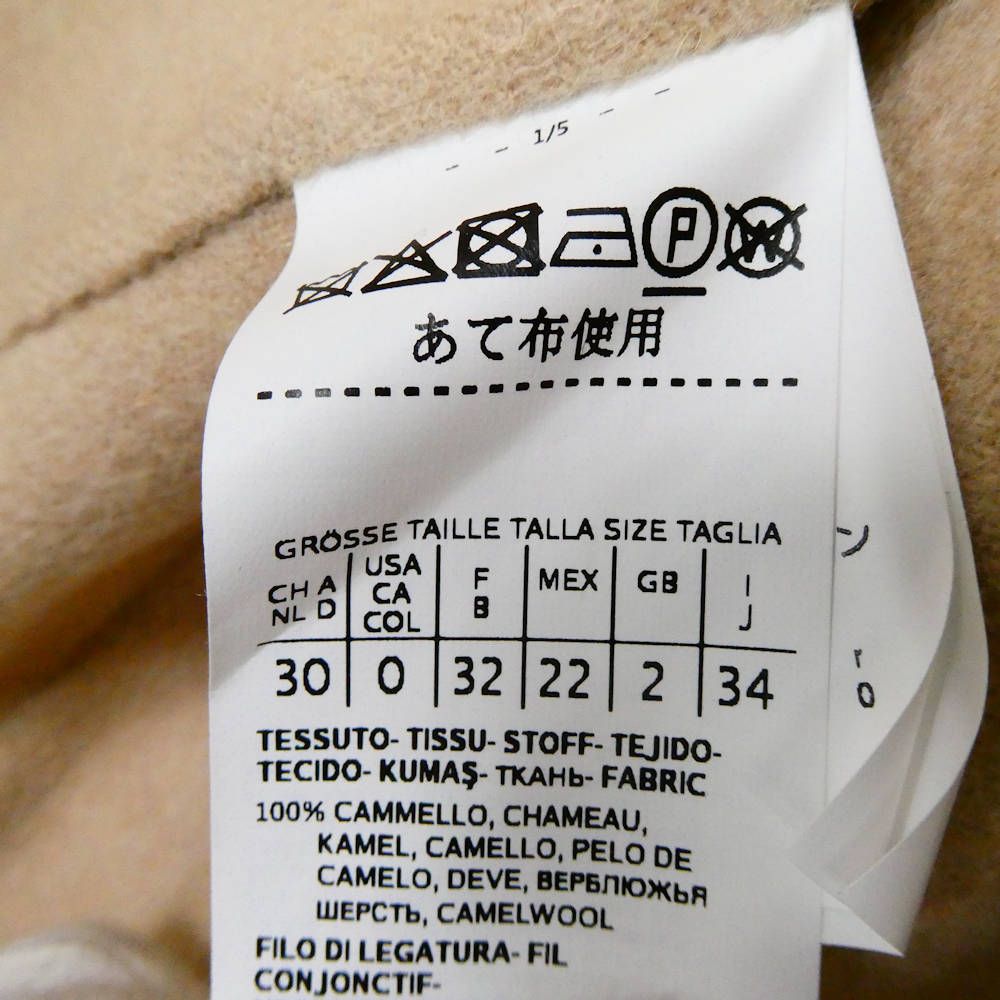 - - 1/5 - -
P
W
あて布使用
GRÖSSE TAILLE TALLA SIZE TAGLIA
CH A NL D
USA CA COL
F B
MEX
GB
I J
30 0 32 22 2 34
TESSUTO- TISSU- STOFF- TEJIDO-
TECIDO- KUMAŞ- ТКАНЬ- FABRIC
100% CAMMELLO, CHAMEAU,
KAMEL, CAMELLO, PELO DE
CAMELO, DEVE, ВЕРБЛЮЖЬЯ
ШЕРСТЬ, CAMELWOOL
FILO DI LEGATURA- FIL
CONJONCTIF-